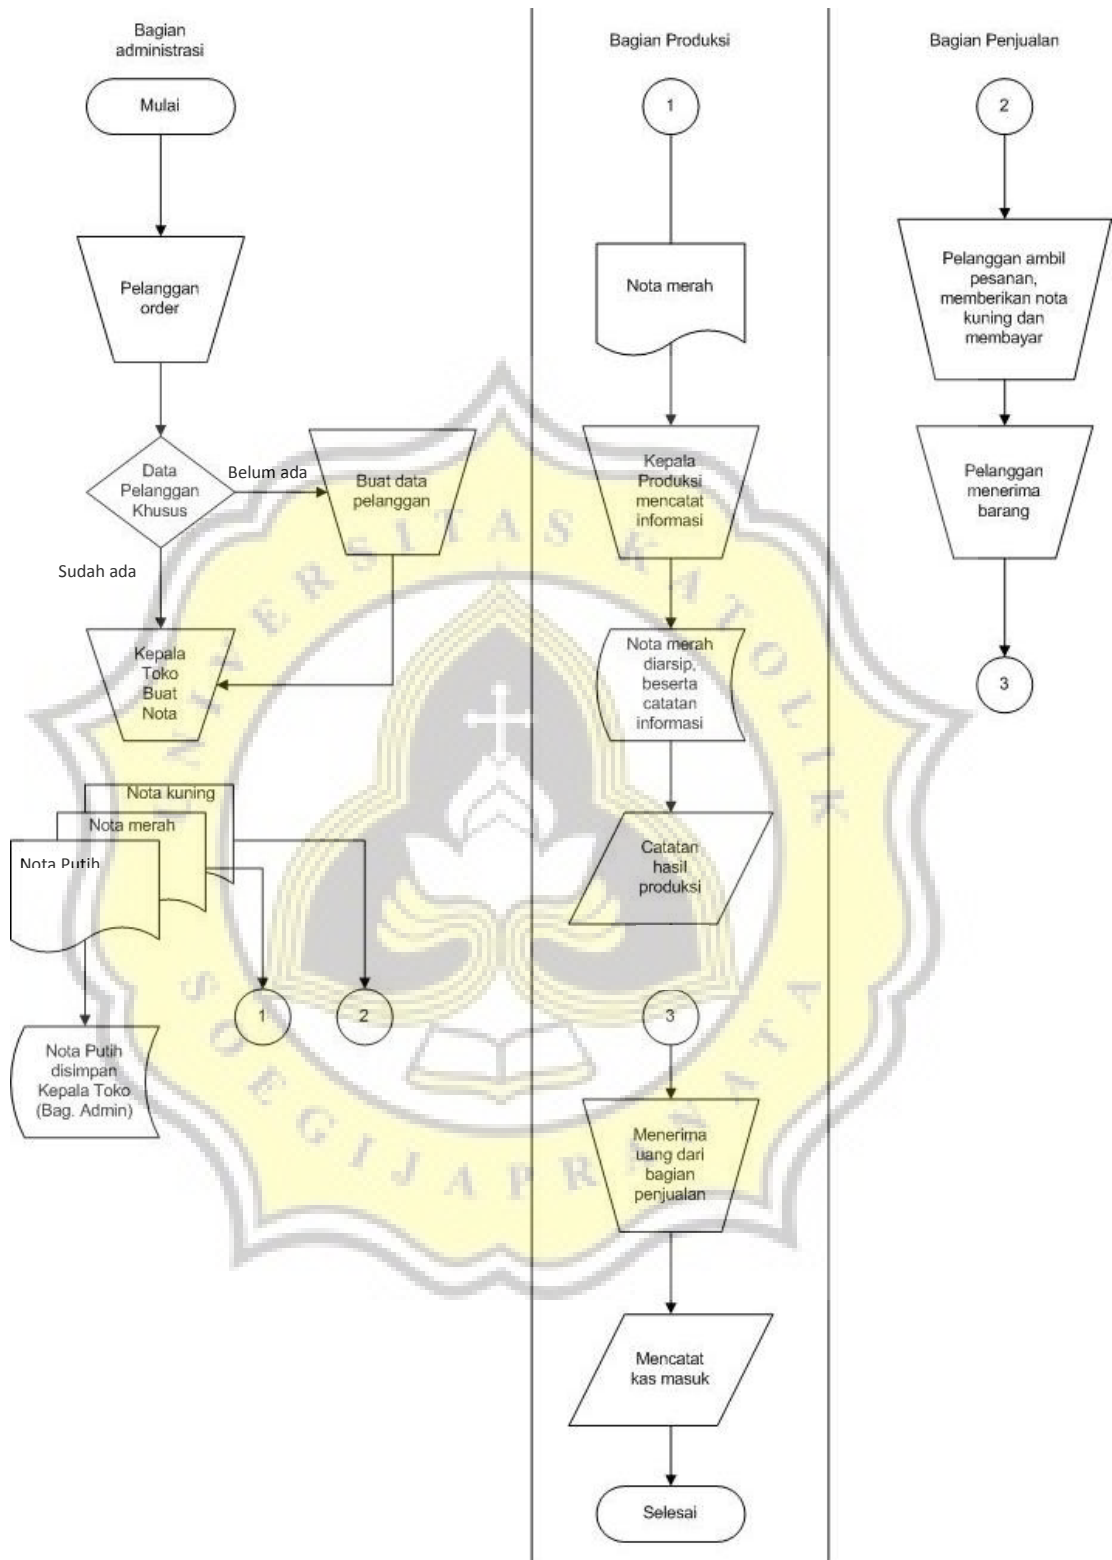 Bagian
administrasi
Mulai
Pelanggan
order
Data
Pelanggan
Khusus
Belum ada
Buat data
pelanggan
Sudah ada
Kepala
Toko
Buat
Nota
Nota kuning
Nota merah
Nota Putih
1
2
Nota Putih
disimpan
Kepala Toko
(Bag. Admin)
Bagian Produksi
1
Nota merah
Kepala
Produksi
mencatat
informasi
Nota merah
diarsip,
beserta
catatan
informasi
Catatan
hasil
produksi
3
Menerima
uang dari
bagian
penjualan
Mencatat
kas masuk
Selesai
Bagian Penjualan
2
Pelanggan ambil
pesanan,
memberikan nota
kuning dan
membayar
Pelanggan
menerima
barang
3
UNIVERSITAS KATOLIK
SOEGIJAPRANATA